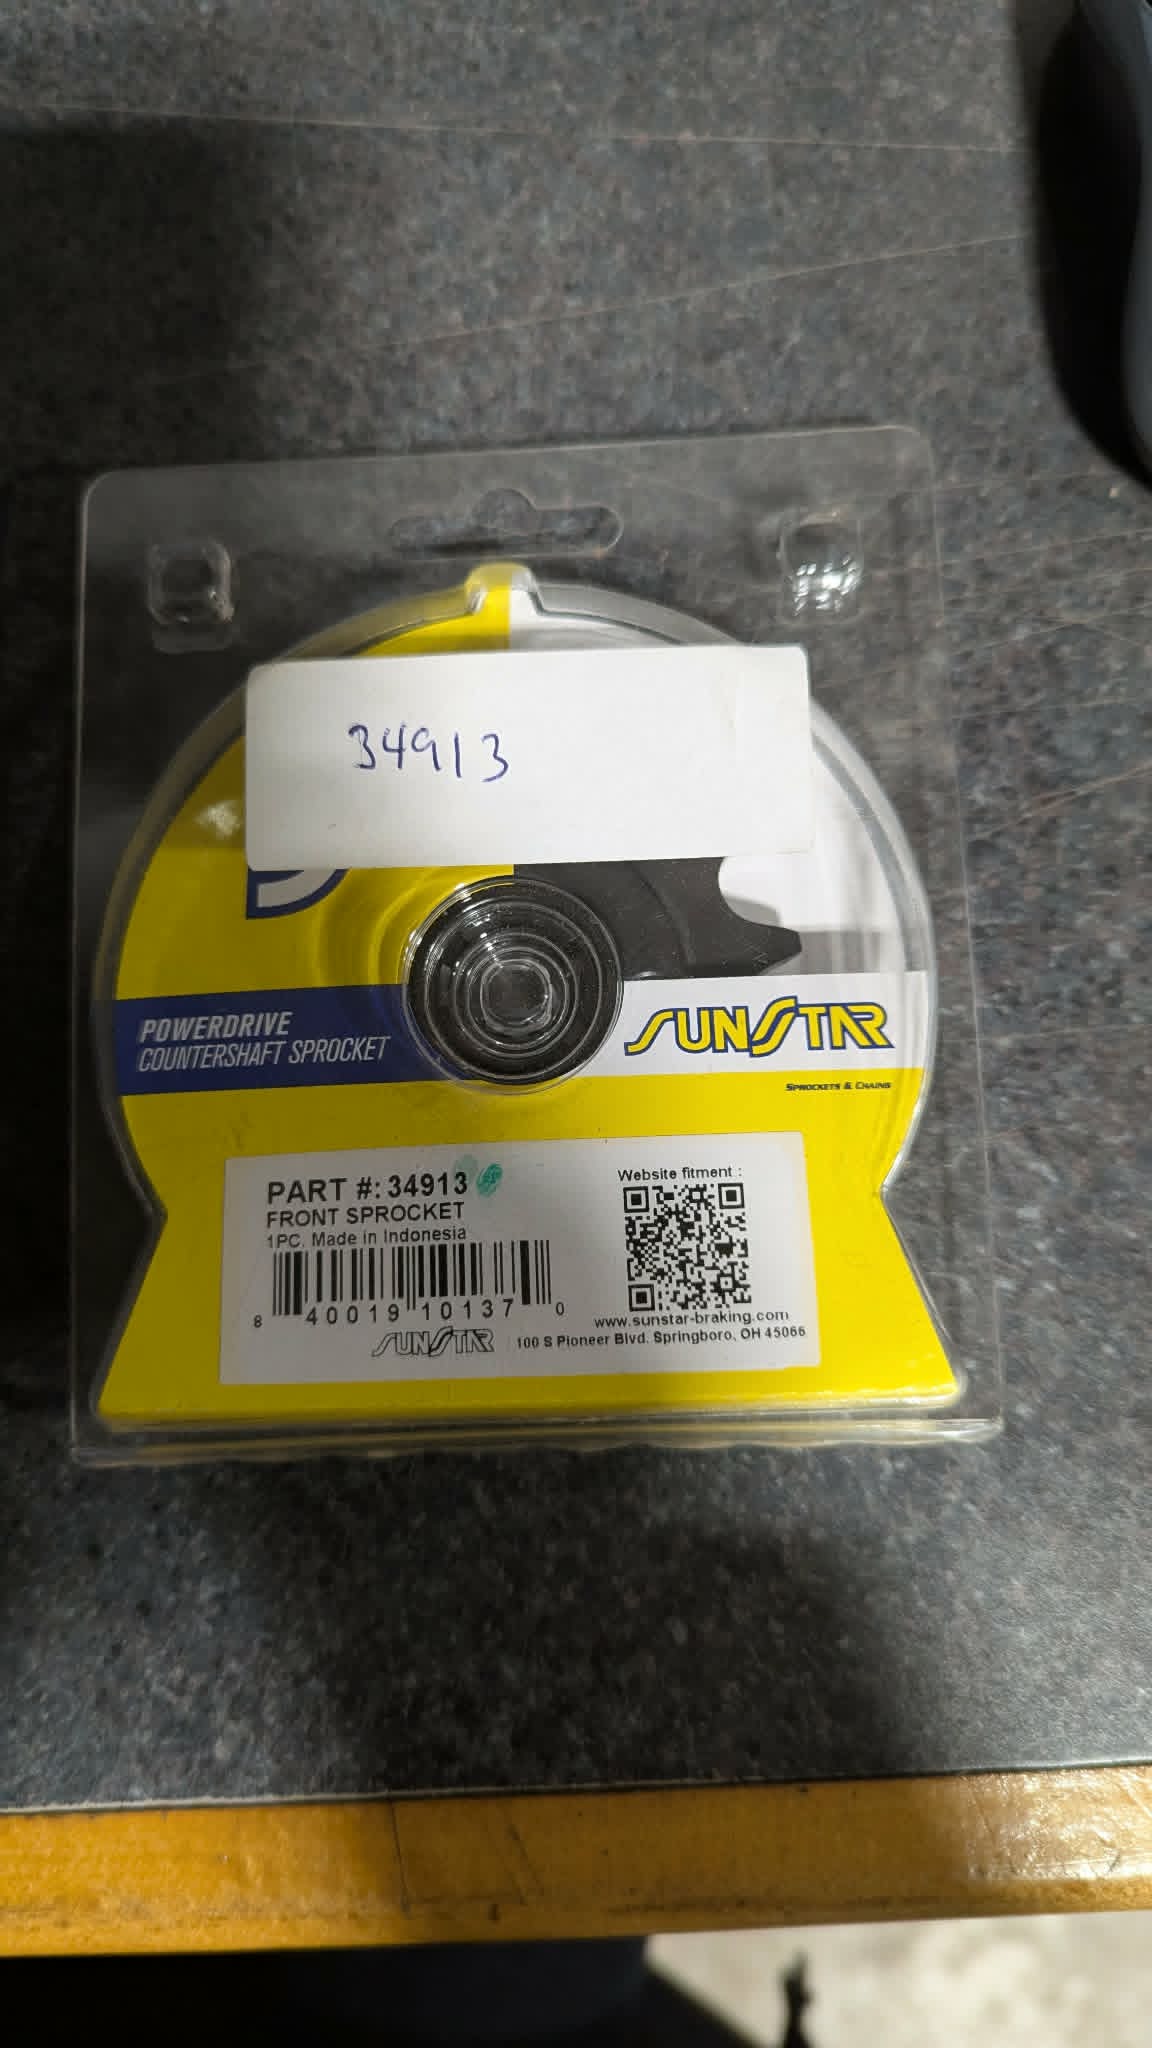 34913
POWERDRIVE
COUNTERSHAFT SPROCKET
SUNSTAR
SPROCKETS & CHAINS
PART #: 34913
FRONT SPROCKET
1PC. Made in Indonesia
8 40019 10137 0
SUNSTAR
Website fitment :
www.sunstar-braking.com
100 S Pioneer Blvd. Springboro, OH 45066